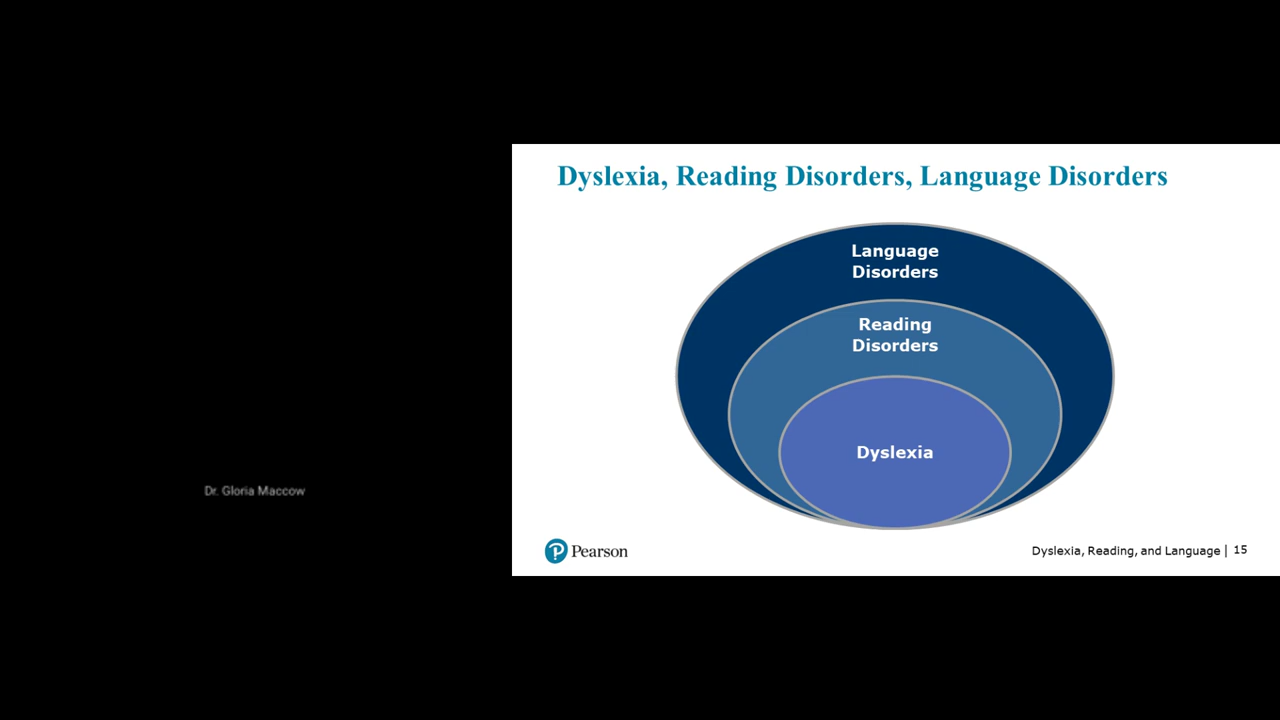 Dyslexia, Reading Disorders, Language Disorders
Language
Disorders
Reading
Disorders
Dyslexia
Dr. Gloria Maccow
Pearson
Dyslexia, Reading, and Language | 15